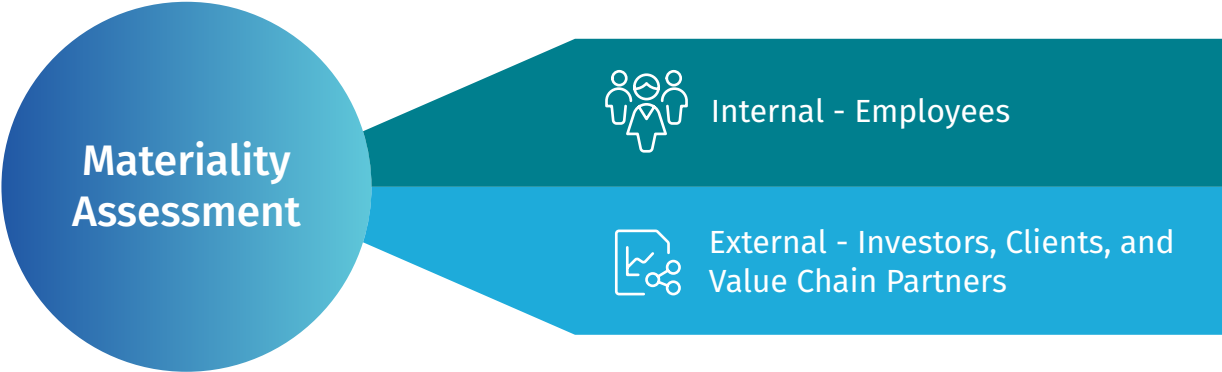 Materiality
Assessment
Internal - Employees
External - Investors, Clients, and
Value Chain Partners